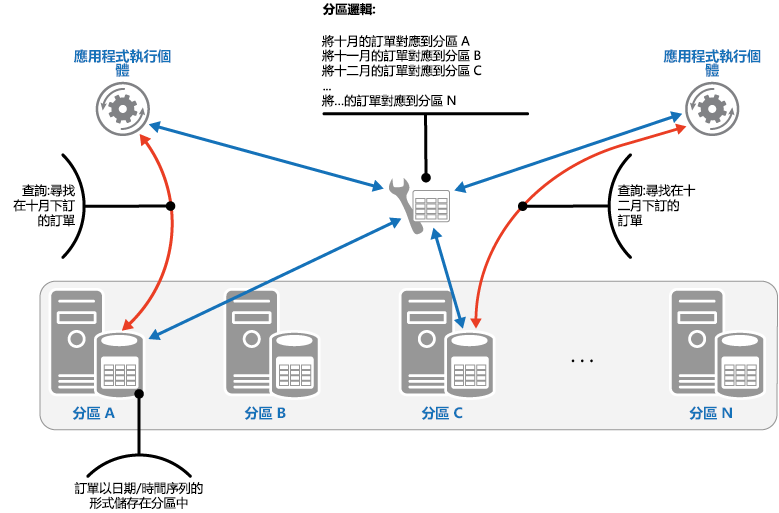 分區邏輯:
將十月的訂單對應到分區 A
將十一月的訂單對應到分區 B
將十二月的訂單對應到分區 C
...
將...的訂單對應到分區 N
應用程式執行個
體
應用程式執行個
體
查詢:尋找
在十月下訂
的訂單
查詢:尋找在十
二月下訂的
訂單
...
分區 A
分區 B
分區 C
分區 N
訂單以日期/時間序列的
形式儲存在分區中